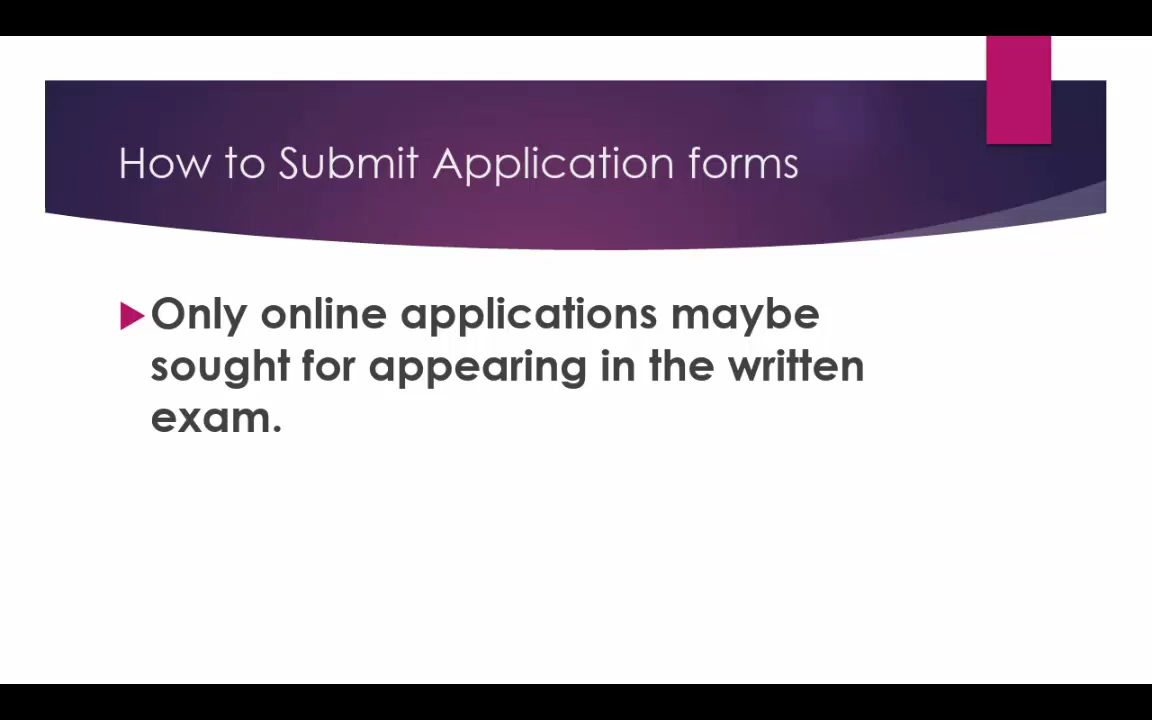 How to Submit Application forms
Only online applications maybe
sought for appearing in the written
exam.